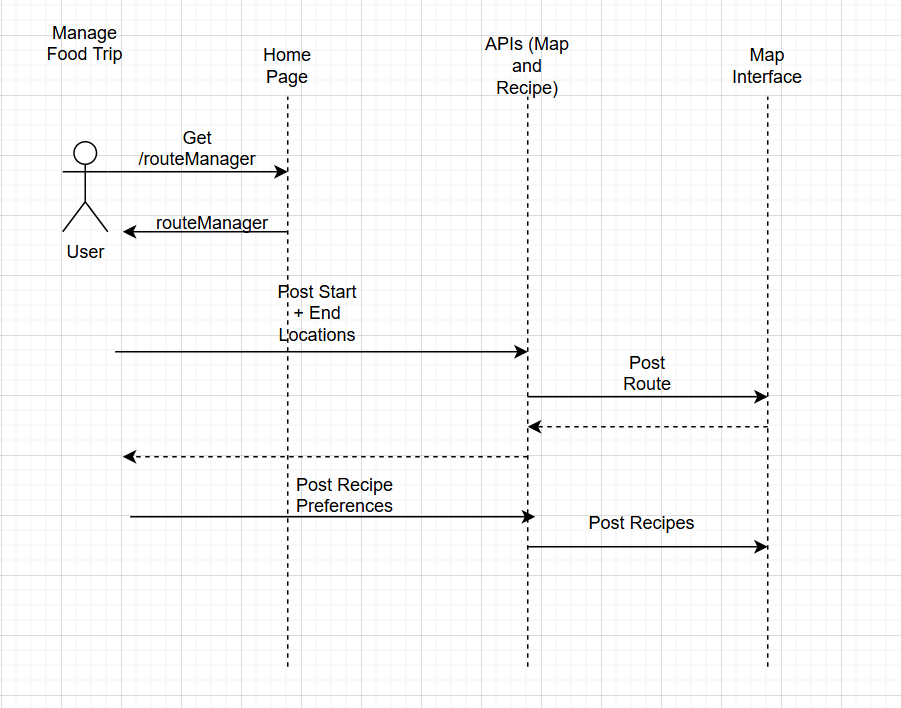 Manage
Food Trip
Home
Page
APIs (Map
and
Recipe)
Map
Interface
Get
/routeManager
routeManager
User
Post Start
+ End
Locations
Post
Route
Post Recipe
Preferences
Post Recipes